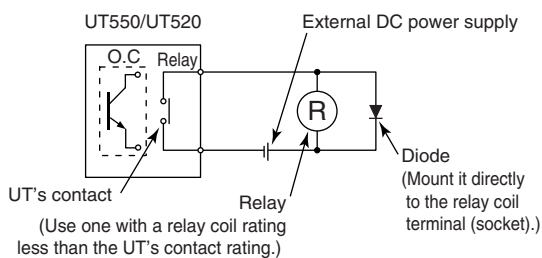 UT550/UT520
External DC power supply
O.C
Relay
R
Diode
(Mount it directly
to the relay coil
terminal (socket).)
UT's contact
Relay
(Use one with a relay coil rating
less than the UT's contact rating.)